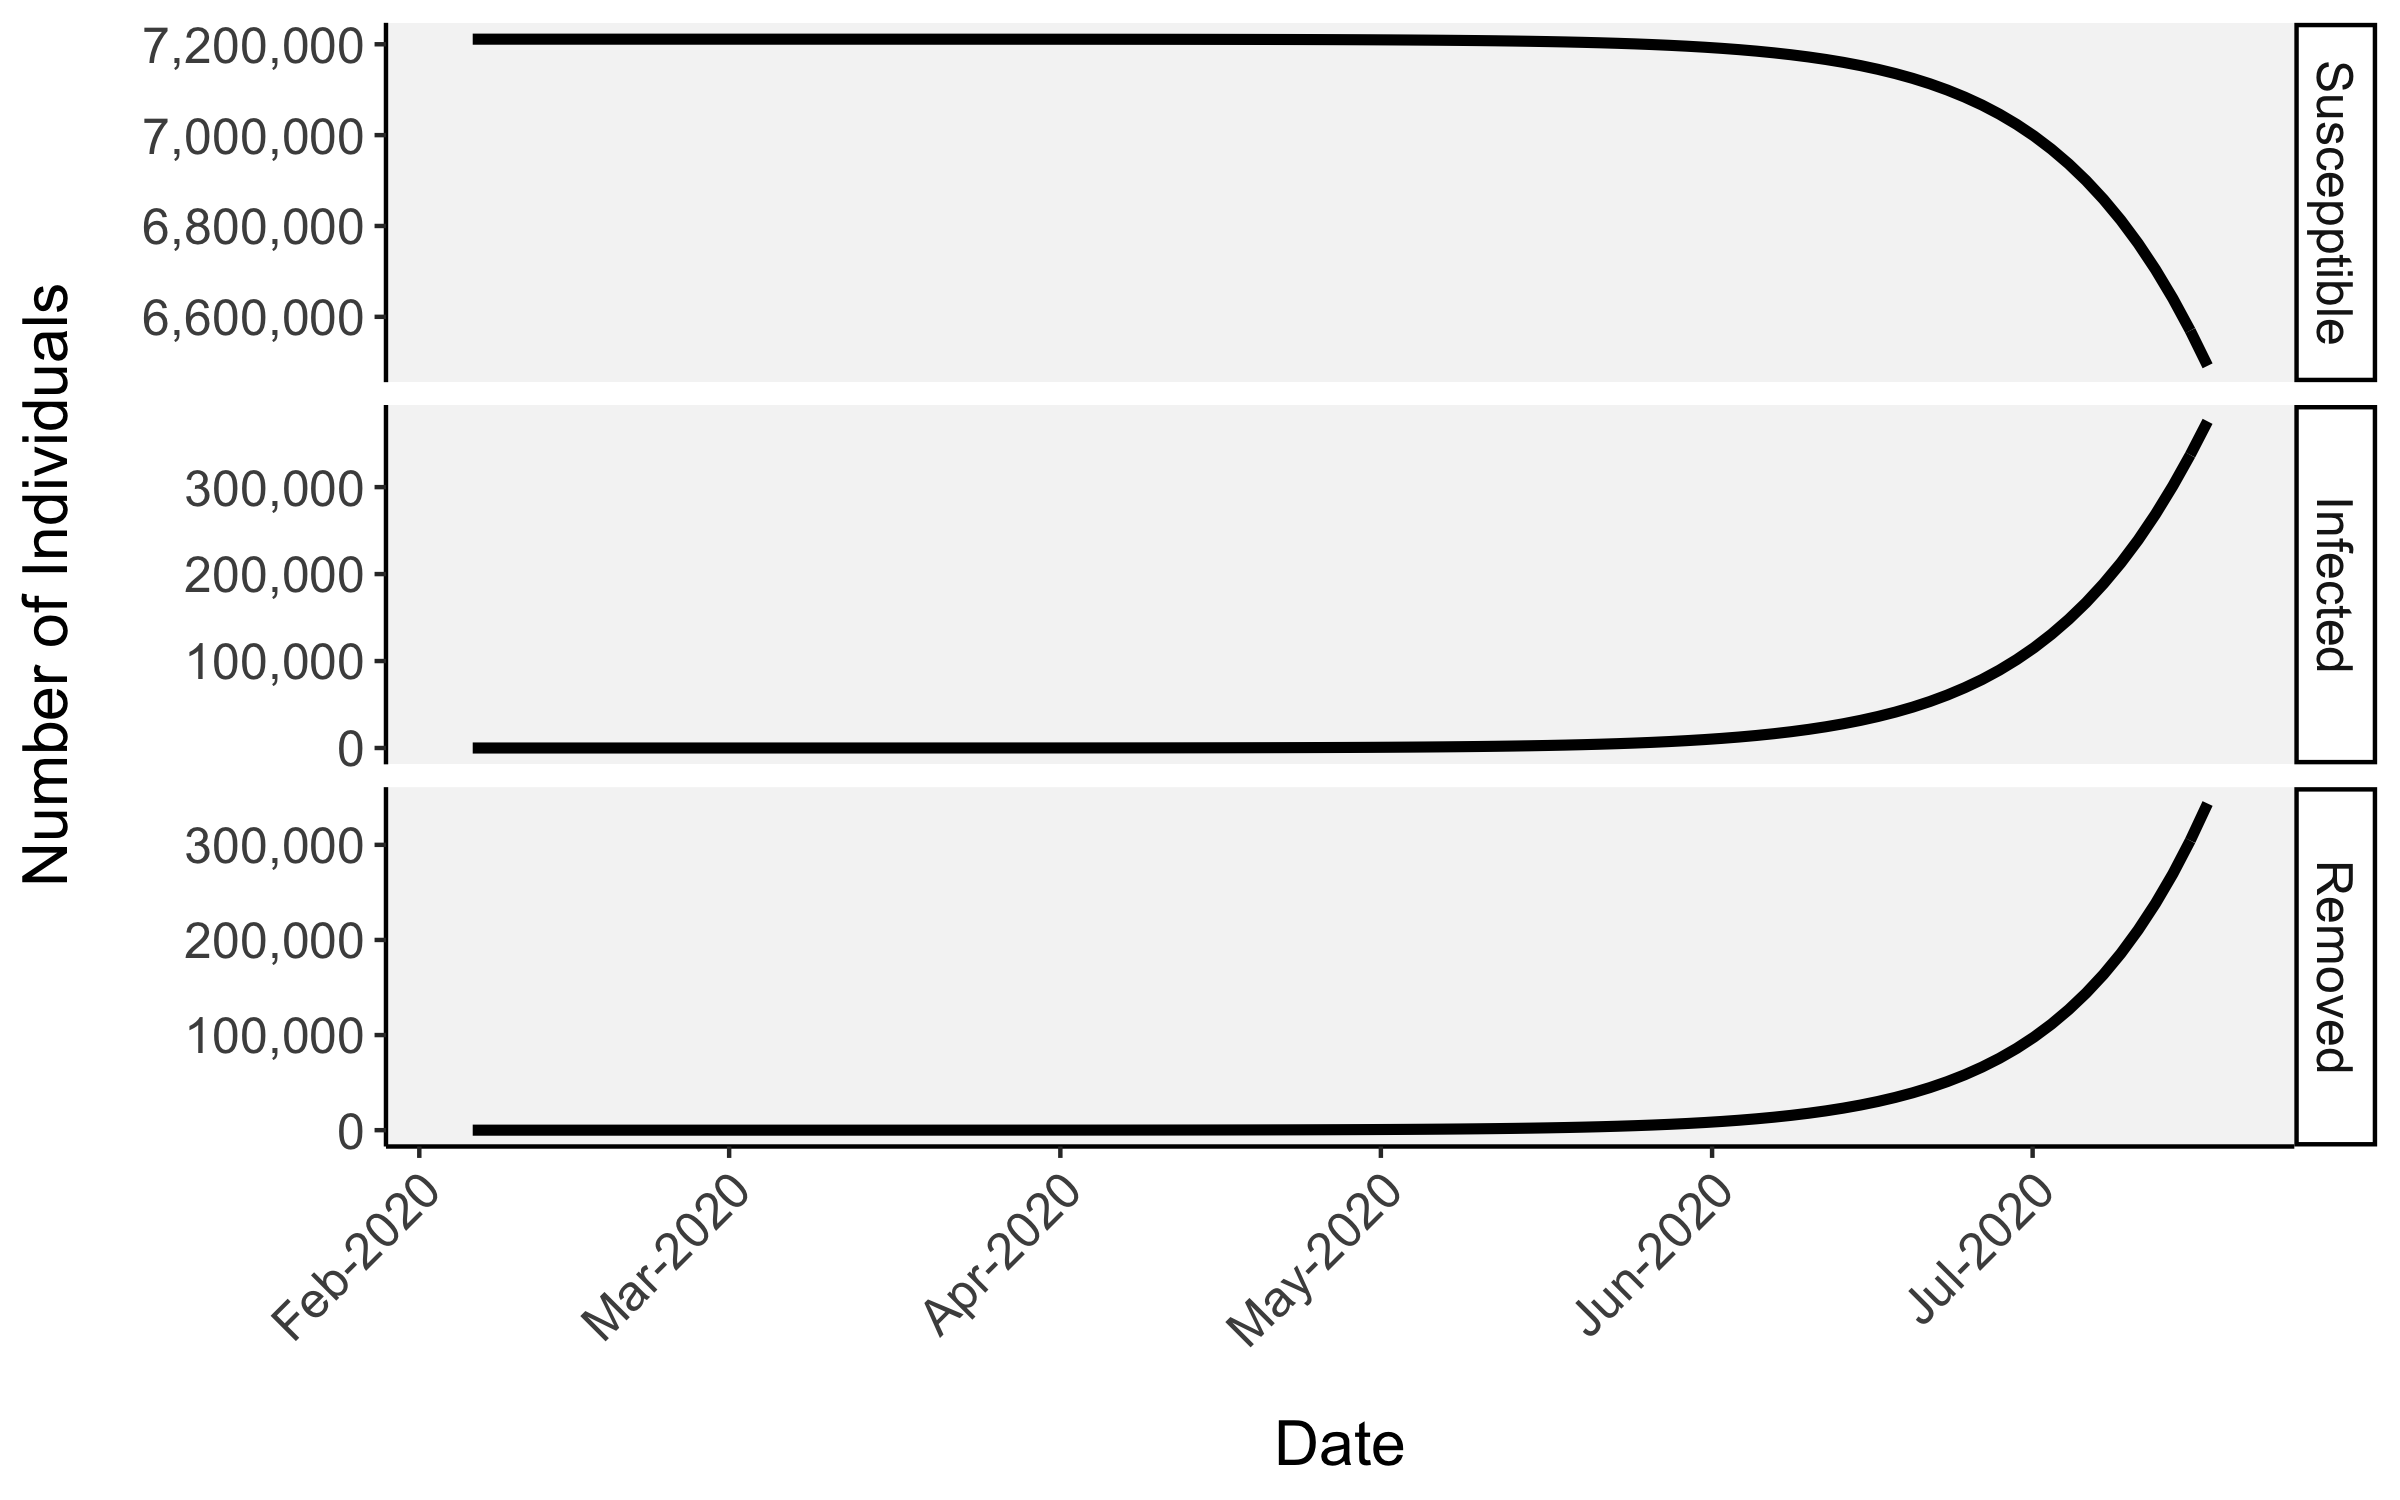 Number of Individuals
7,200,000
7,000,000
6,800,000
6,600,000
Susceptible
300,000
200,000
100,000
0
Infected
300,000
200,000
100,000
0
Removed
Feb-2020
Mar-2020
Apr-2020
May-2020
Jun-2020
Jul-2020
Date